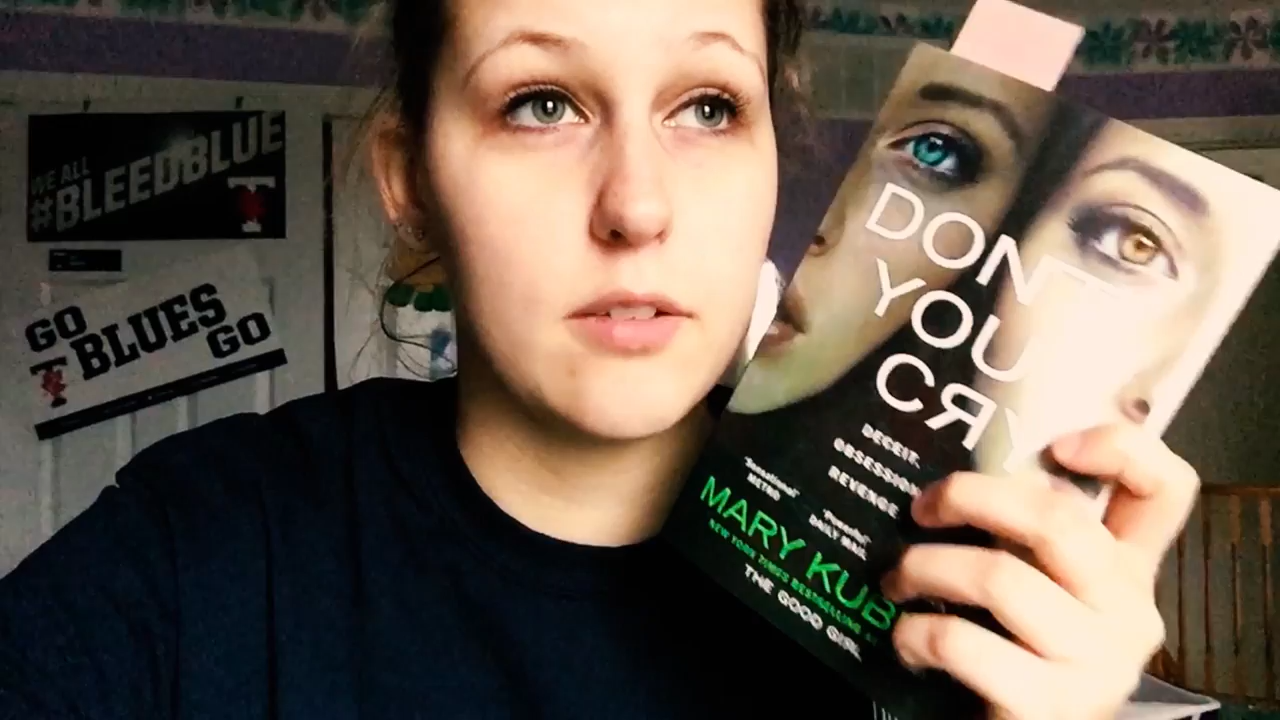 WE ALL
#BLEEDBLUE
GO
BLUES
GO
DON'T
YOU
CRY
DECEIT.
OBSESSION
REVENGE
"Sensational"
METRO
"Powerful"
DAILY MAIL
MARY KUB
NEW YORK TIMES BESTSELLING
THE GOOD GIRL